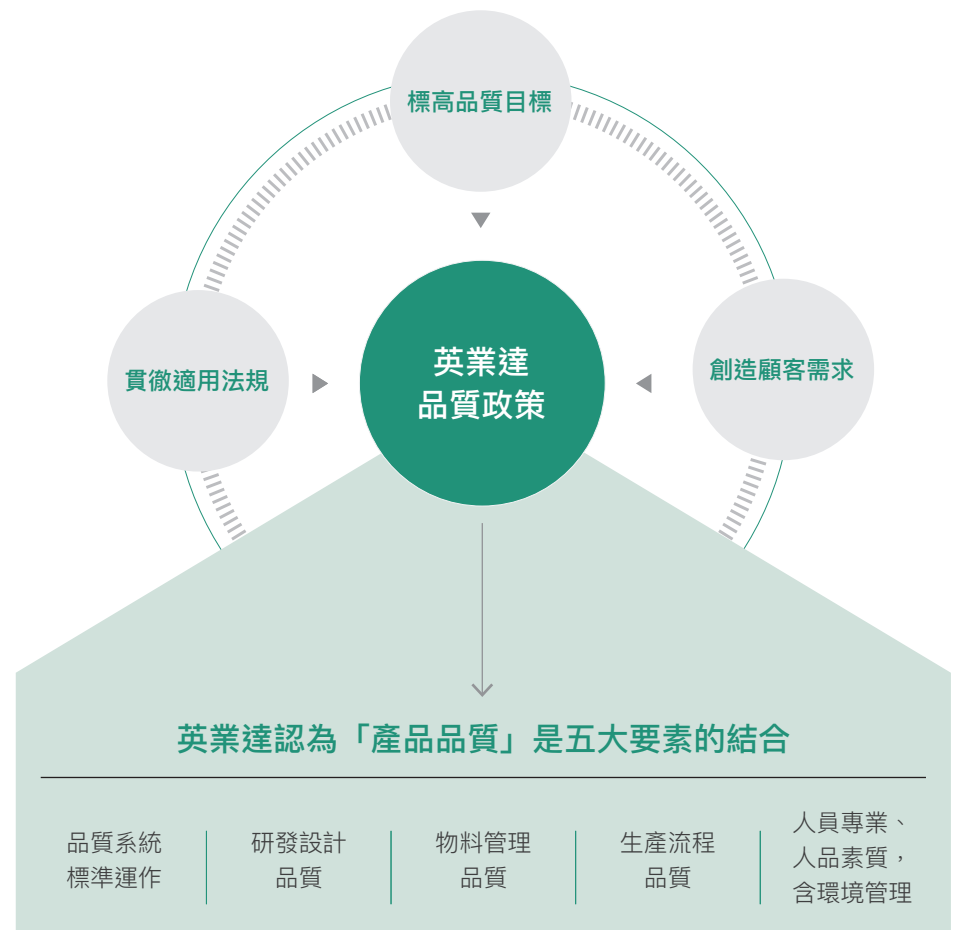 標高品質目標
貫徹適用法規
英業達
品質政策
創造顧客需求
英業達認為「產品品質」是五大要素的結合
品質系統
標準運作
研發設計
品質
物料管理
品質
生產流程
品質
人員專業、
人品素質，
含環境管理